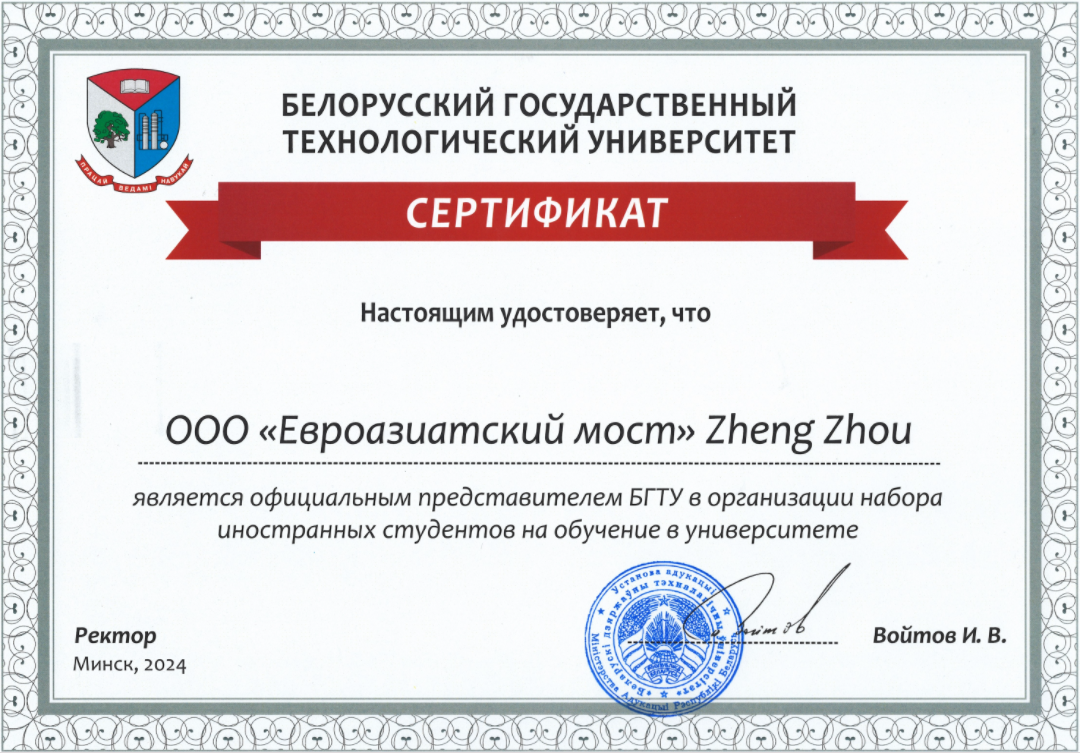 БЕЛОРУССКИЙ ГОСУДАРСТВЕННЫЙ
ТЕХНОЛОГИЧЕСКИЙ УНИВЕРСИТЕТ
ПРАЦАЙ ВЕДАМІ НАВУКАЙ
СЕРТИФИКАТ
Настоящим удостоверяет, что
ООО «Евроазиатский мост» Zheng Zhou
является официальным представителем БГТУ в организации набора
иностранных студентов на обучение в университете
Ректор
Минск, 2024
Войтов И. В.
Міністэрства адукацыі Рэспублікі Беларусь
Установа адукацыі
Беларускі дзяржаўны тэхналагічны ўніверсітэт